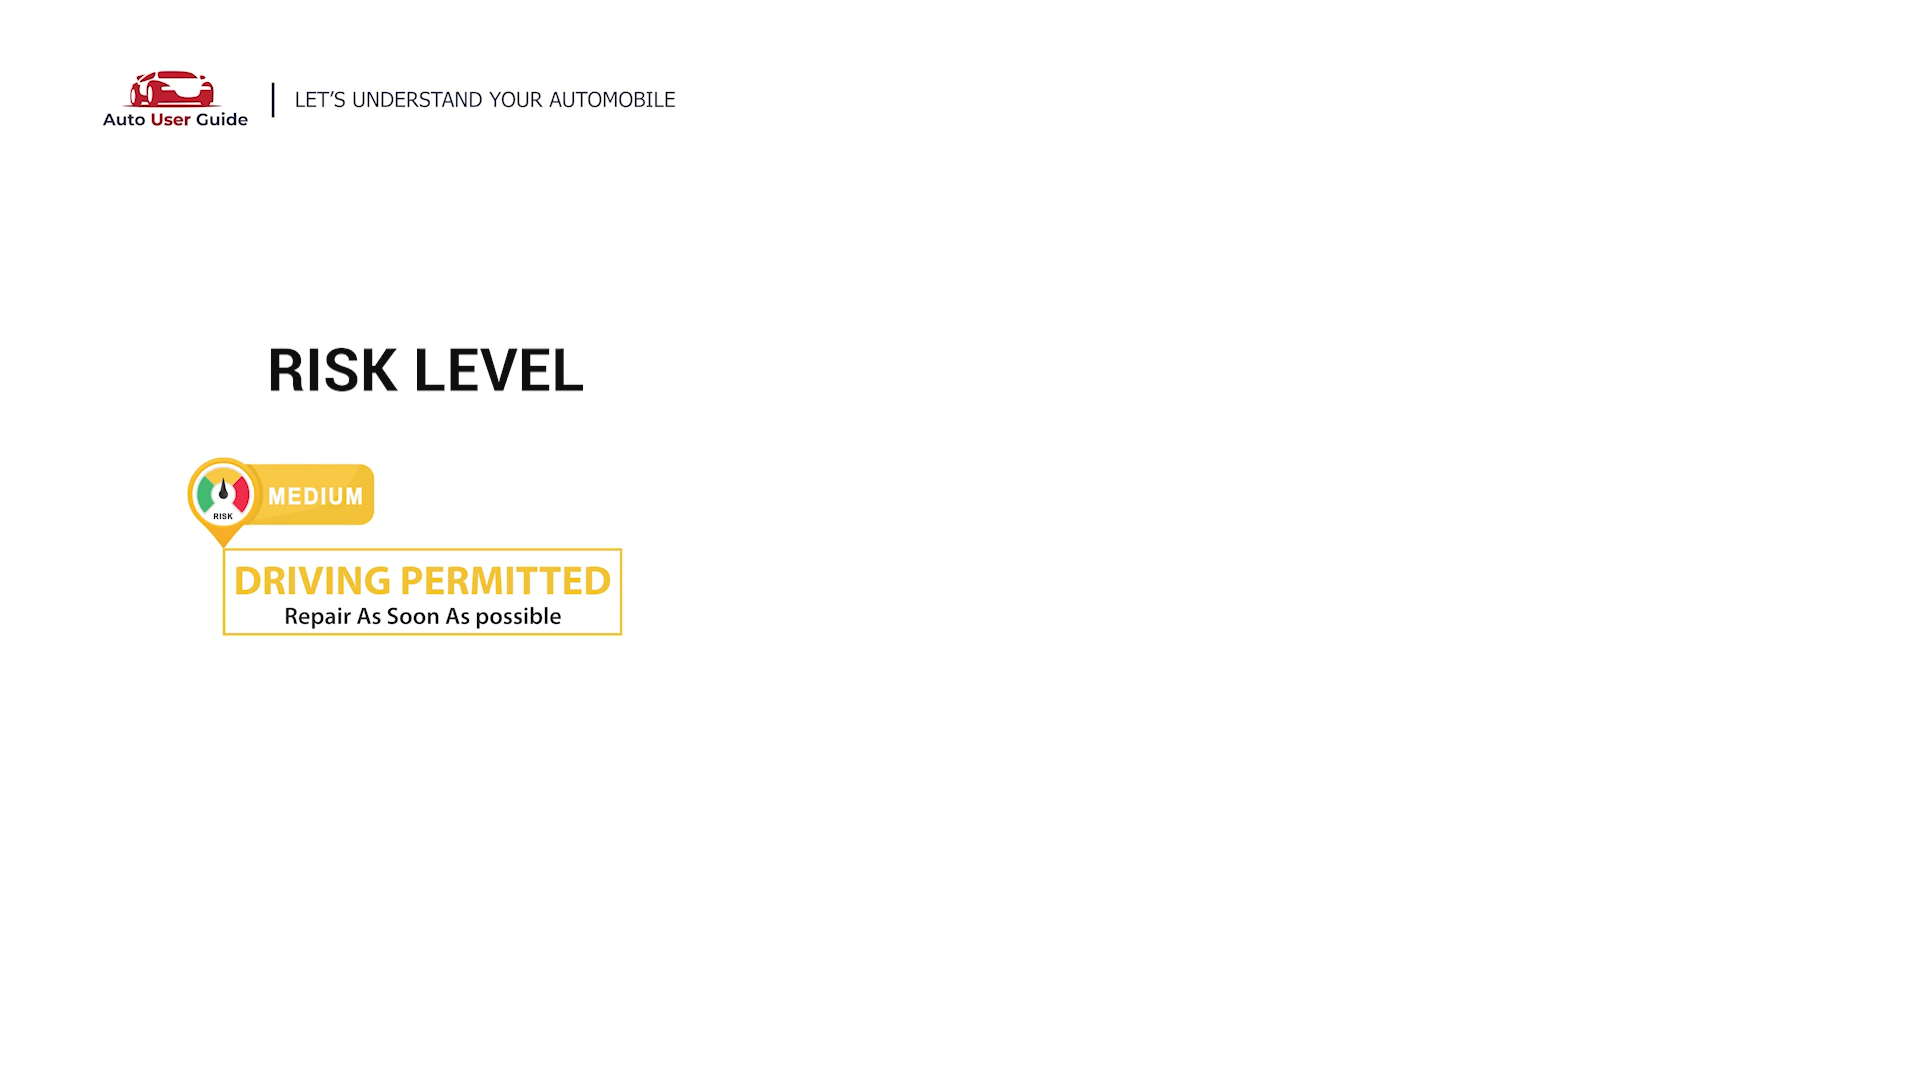 Auto User Guide
LET'S UNDERSTAND YOUR AUTOMOBILE
RISK LEVEL
RISK
MEDIUM
DRIVING PERMITTED
Repair As Soon As possible